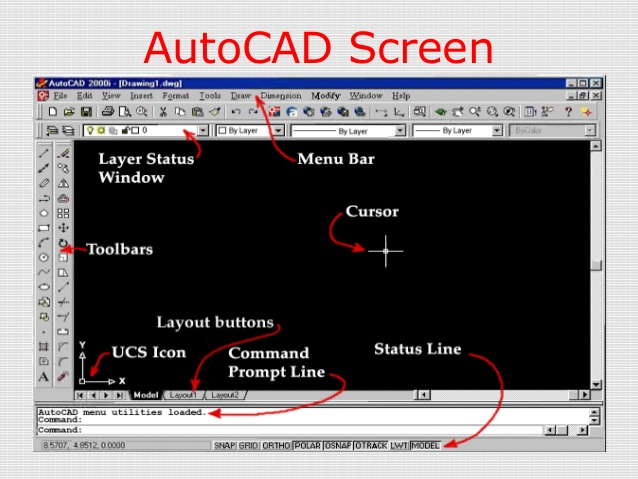 AutoCAD Screen
AutoCAD 2000i - [Drawing1.dwg]
File Edit View Insert Format Tools Draw Dimension Modify Window Help
0 By Layer By Layer By Layer ByColor
Layer Status
Window
Menu Bar
Cursor
Toolbars
Layout buttons
UCS Icon
Command
Prompt Line
Status Line
Y
X
A
Model Layout1 Layout2
AutoCAD menu utilities loaded.
Command:
Command:
8.5707, 4.8512, 0.0000 SNAP GRID ORTHO POLAR OSNAP OTRACK LWT MODEL